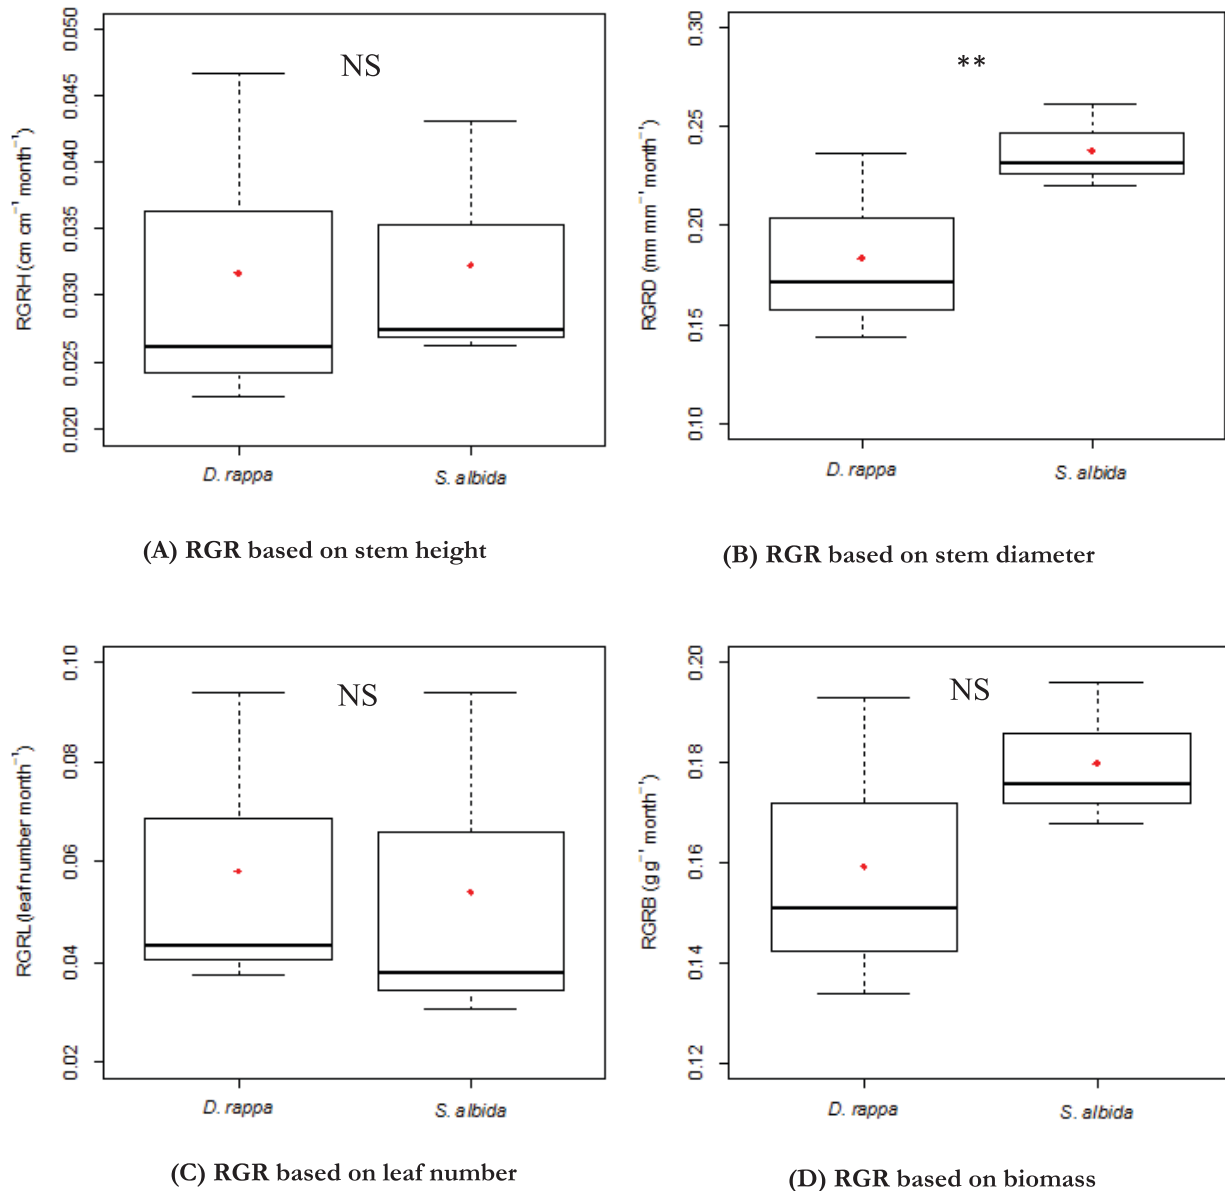 RGRH (cm cm⁻¹ month⁻¹)
0.050
0.045
0.040
0.035
0.030
0.025
0.020
NS
D. rappa
S. albida
(A) RGR based on stem height
RGRD (mm mm⁻¹ month⁻¹)
0.30
0.25
0.20
0.15
0.10
**
D. rappa
S. albida
(B) RGR based on stem diameter
RGRL (leaf number month⁻¹)
0.10
0.08
0.06
0.04
0.02
NS
D. rappa
S. albida
(C) RGR based on leaf number
RGRB (g g⁻¹ month⁻¹)
0.20
0.18
0.16
0.14
0.12
NS
D. rappa
S. albida
(D) RGR based on biomass